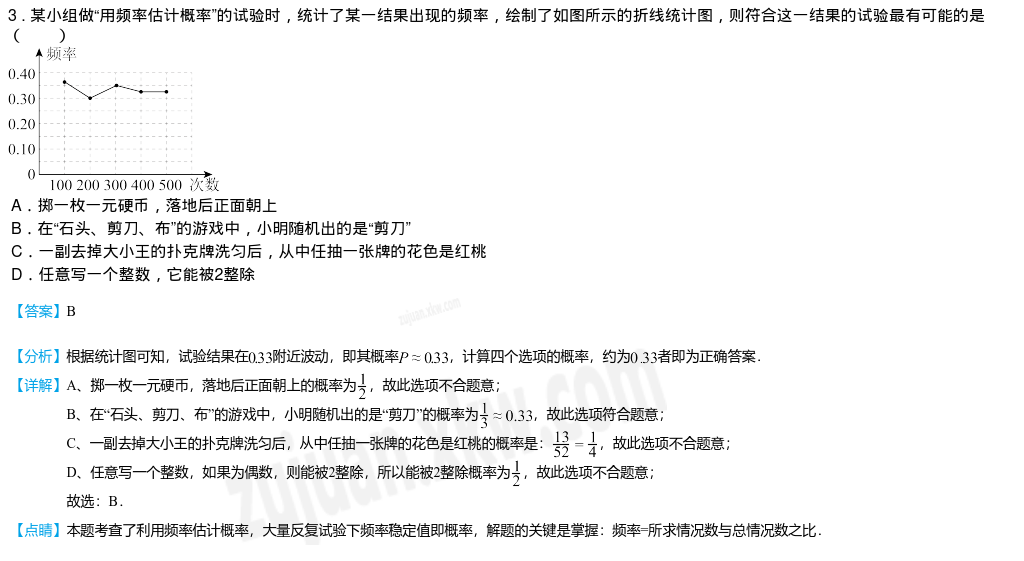 3．某小组做“用频率估计概率”的试验时，统计了某一结果出现的频率，绘制了如图所示的折线统计图，则符合这一结果的试验最有可能的是
（　　）
频率
0.40
0.30
0.20
0.10
0
100 200 300 400 500 次数
A．掷一枚一元硬币，落地后正面朝上
B．在“石头、剪刀、布”的游戏中，小明随机出的是“剪刀”
C．一副去掉大小王的扑克牌洗匀后，从中任抽一张牌的花色是红桃
D．任意写一个整数，它能被2整除
【答案】B
zujuan.xkw.com
【分析】根据统计图可知，试验结果在0.33附近波动，即其概率P≈0.33，计算四个选项的概率，约为0.33者即为正确答案．
【详解】A、掷一枚一元硬币，落地后正面朝上的概率为1/2，故此选项不合题意；
B、在“石头、剪刀、布”的游戏中，小明随机出的是“剪刀”的概率为1/3≈0.33，故此选项符合题意；
C、一副去掉大小王的扑克牌洗匀后，从中任抽一张牌的花色是红桃的概率是：13/52=1/4，故此选项不合题意；
D、任意写一个整数，如果为偶数，则能被2整除，所以能被2整除概率为1/2，故此选项不合题意；
故选：B．
【点睛】本题考查了利用频率估计概率，大量反复试验下频率稳定值即概率，解题的关键是掌握：频率=所求情况数与总情况数之比．
zujuan.xkw.com